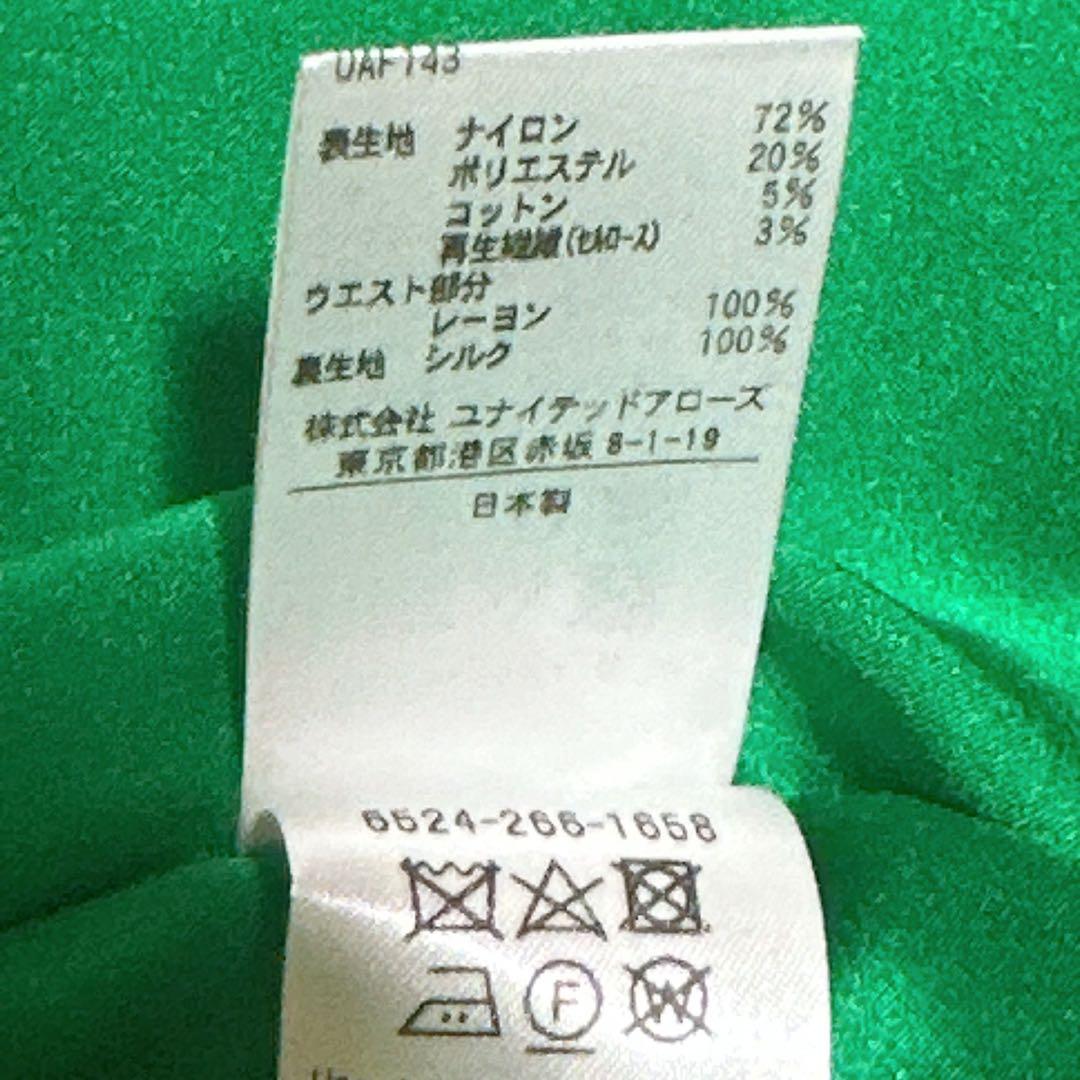 UAF143
表生地 ナイロン 72%
ポリエステル 20%
コットン 5%
再生繊維(セルロース) 3%
ウエスト部分
レーヨン 100%
裏生地 シルク 100%
株式会社 ユナイテッドアローズ
東京都港区赤坂 8-1-19
日本製
6524-266-1658
F
W